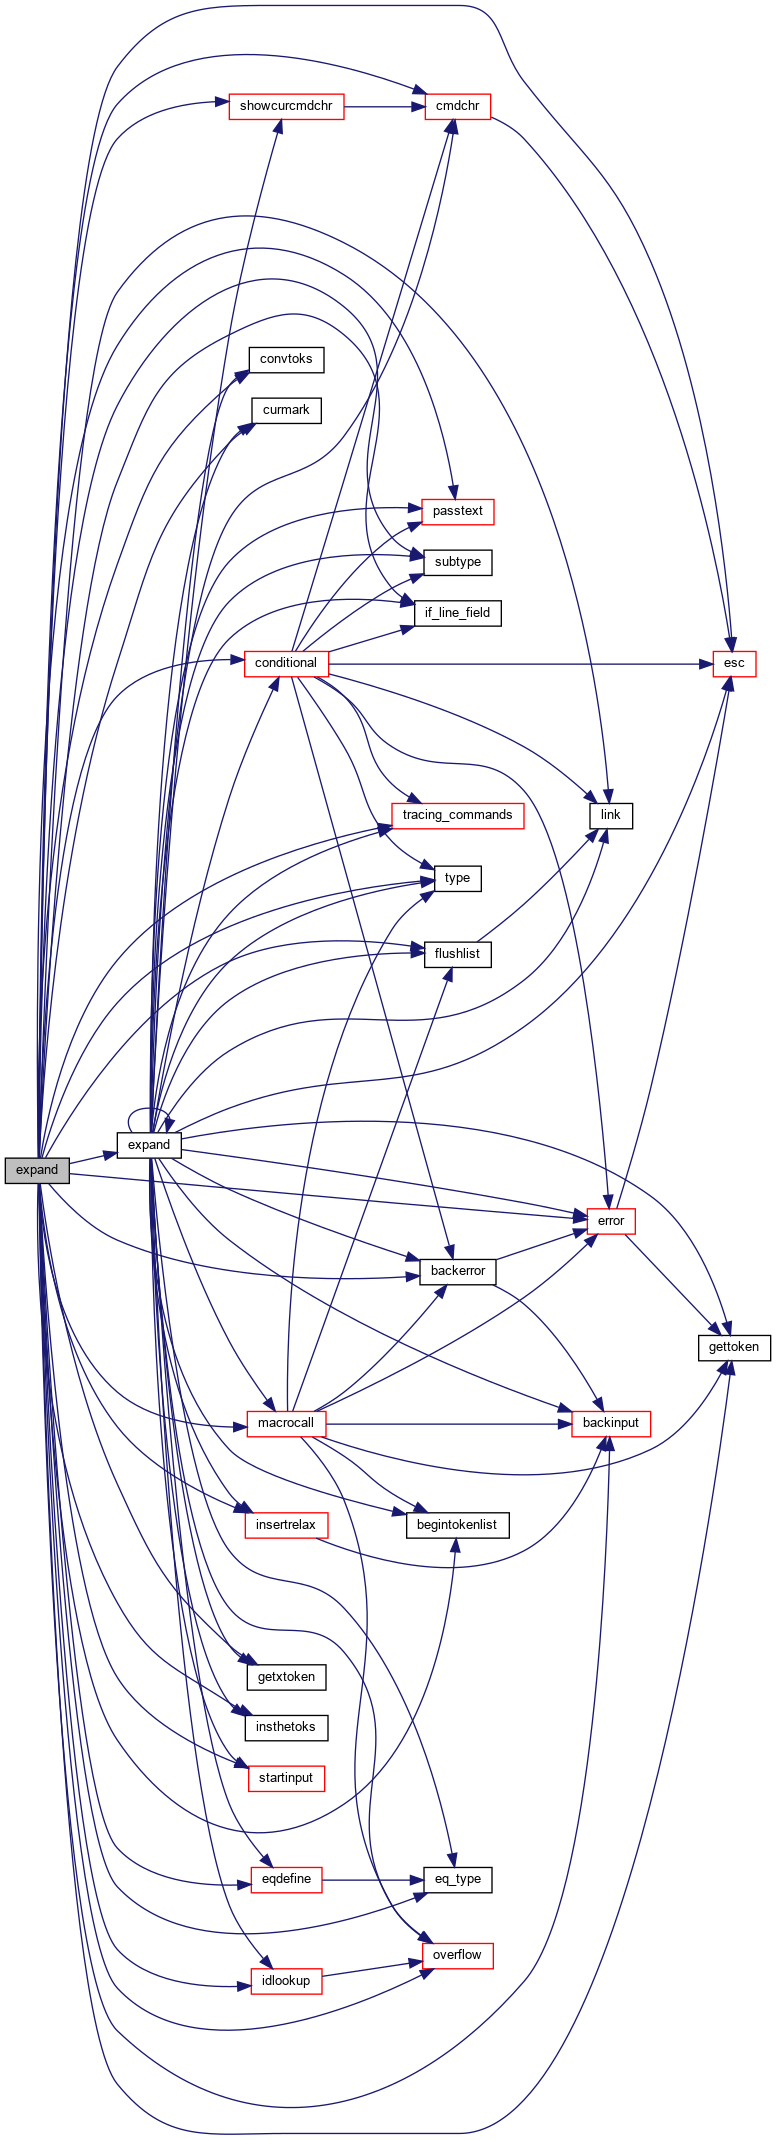 showcurcmdchr
cmdchr
convtoks
curmark
passtext
subtype
if_line_field
conditional
esc
tracing_commands
link
type
flushlist
expand
expand
error
backerror
gettoken
macrocall
backinput
insertrelax
begintokenlist
getxtoken
insthetoks
startinput
eqdefine
eq_type
overflow
idlookup